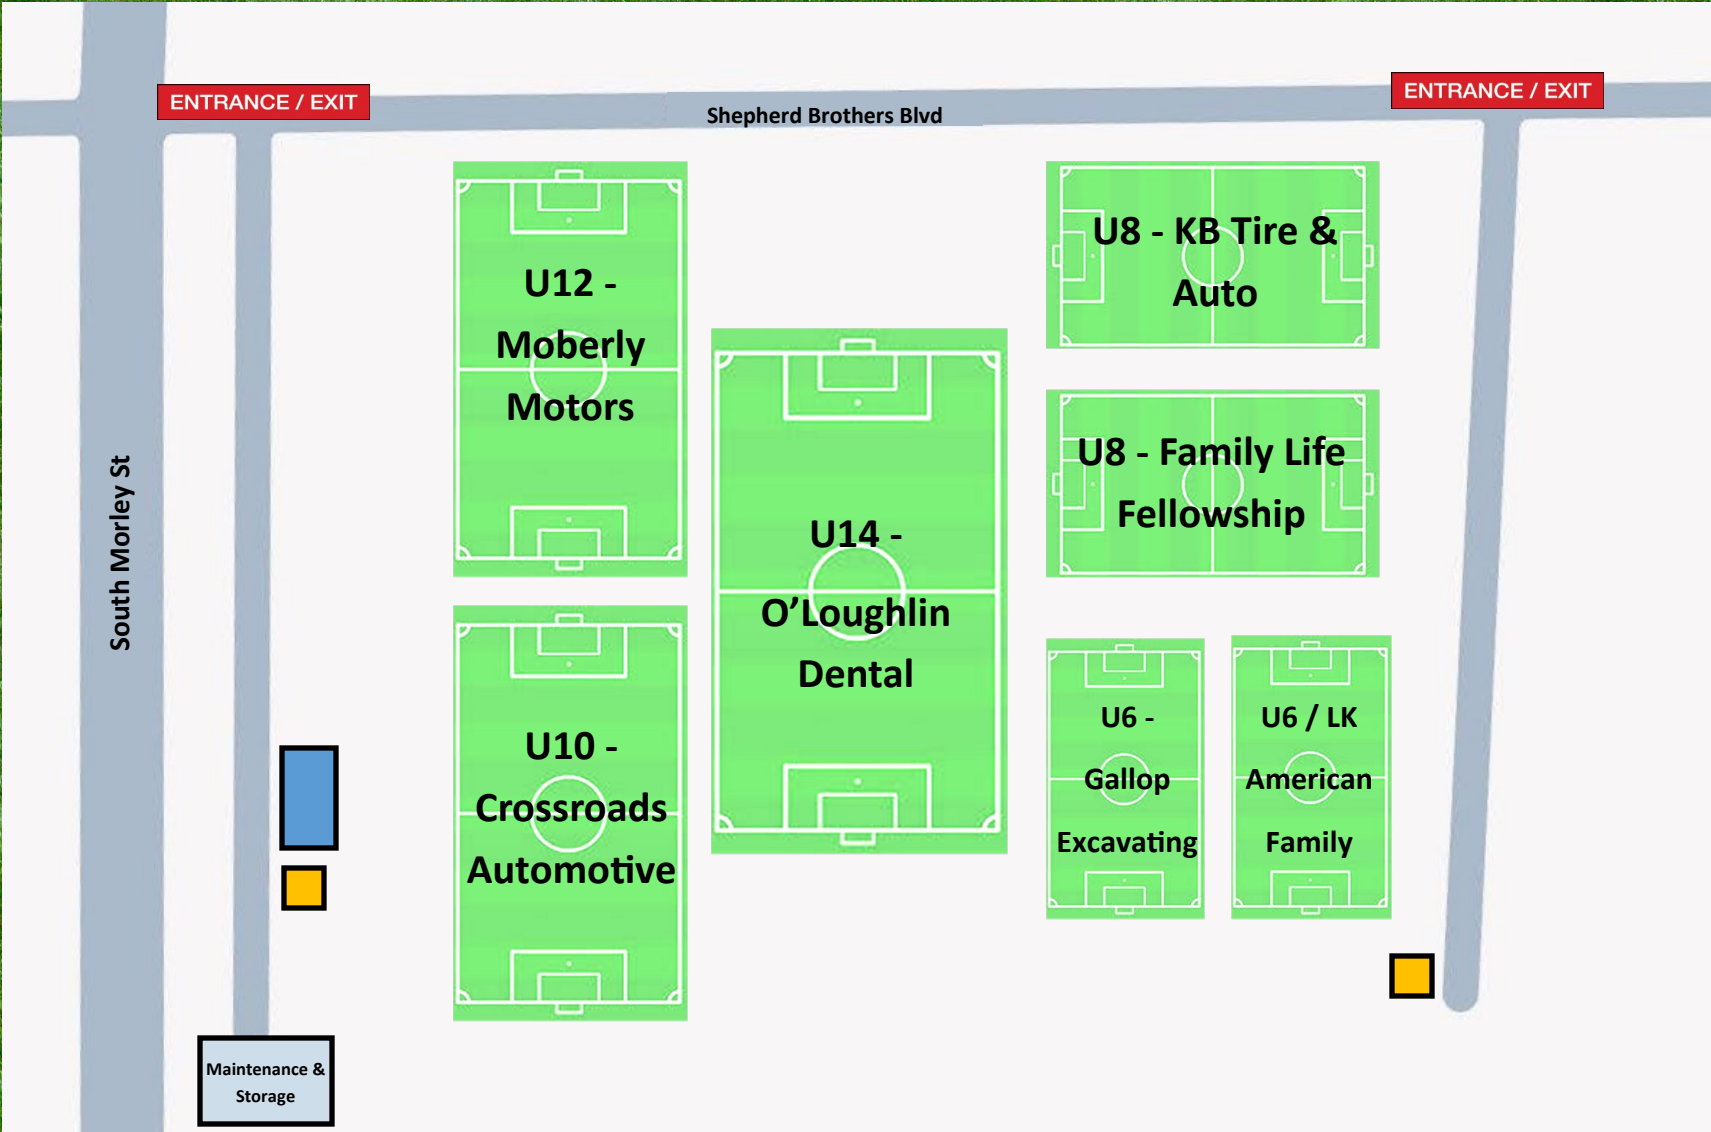 ENTRANCE / EXIT
ENTRANCE / EXIT
Shepherd Brothers Blvd
South Morley St
U12 -
Moberly
Motors
U14 -
O’Loughlin
Dental
U8 - KB Tire &
Auto
U8 - Family Life
Fellowship
U10 -
Crossroads
Automotive
U6 -
Gallop
Excavating
U6 / LK
American
Family
Maintenance &
Storage